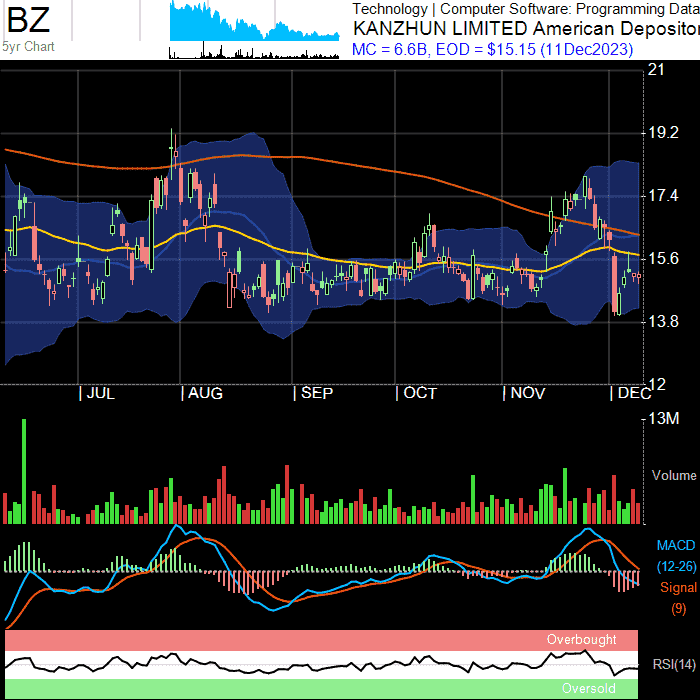 BZ
5yr Chart
Technology | Computer Software: Programming Data
KANZHUN LIMITED American Depositor
MC = 6.6B, EOD = $15.15 (11Dec2023)
21
19.2
17.4
15.6
13.8
12
| JUL | AUG | SEP | OCT | NOV | DEC
13M
Volume
MACD
(12-26)
Signal
(9)
Overbought
RSI(14)
Oversold